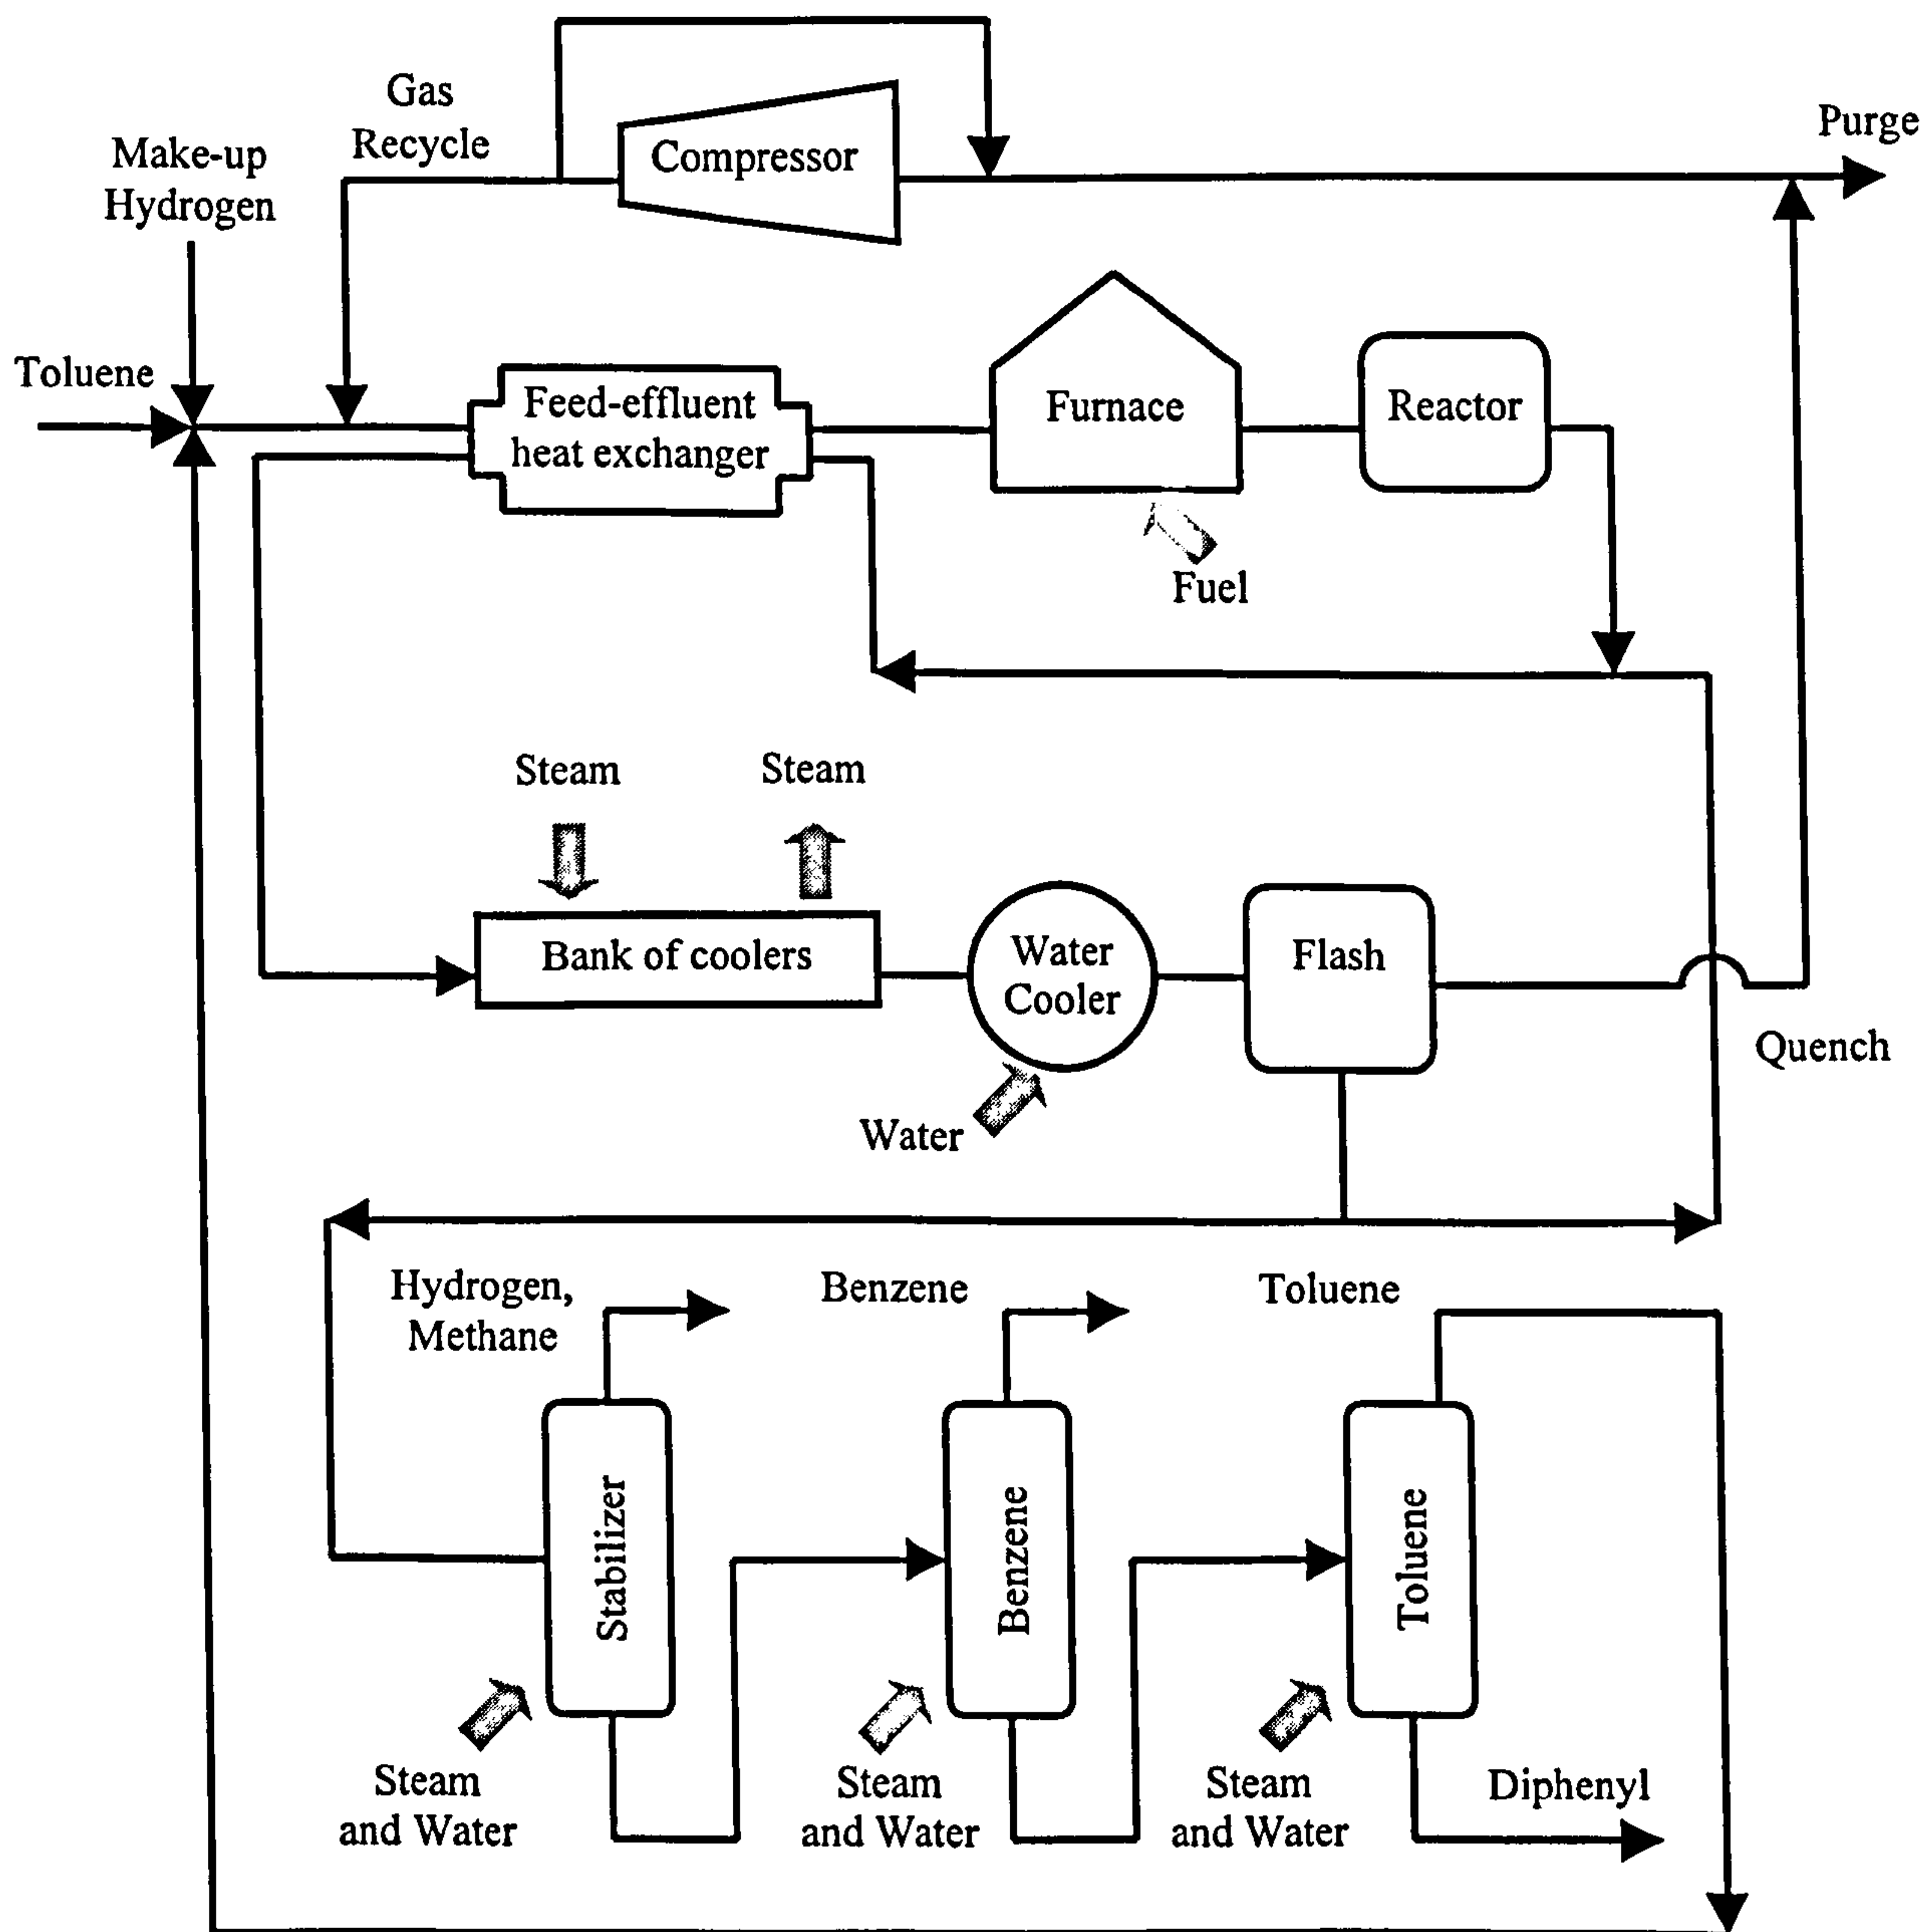 Gas
Recycle
Compressor
Purge
Make-up
Hydrogen
Toluene
Feed-effluent
heat exchanger
Furnace
Reactor
Fuel
Steam
Steam
Bank of coolers
Water
Cooler
Flash
Quench
Water
Hydrogen,
Methane
Benzene
Toluene
Stabilizer
Benzene
Toluene
Steam
and Water
Steam
and Water
Steam
and Water
Diphenyl